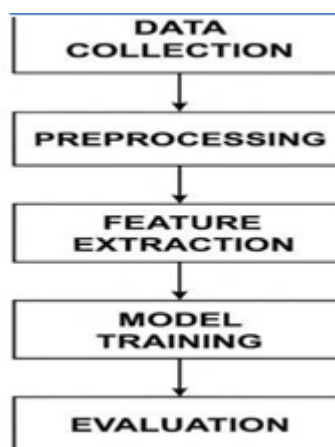 DATA
COLLECTION
PREPROCESSING
FEATURE
EXTRACTION
MODEL
TRAINING
EVALUATION